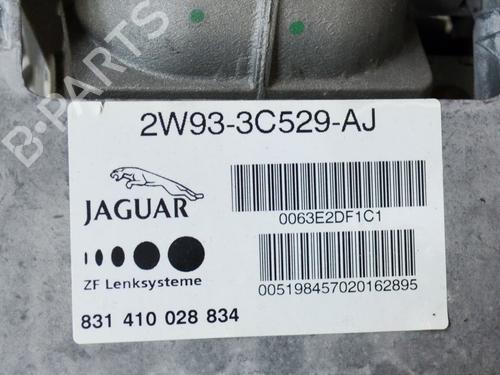 B-PARTS
2W93-3C529-AJ
JAGUAR
0063E2DF1C1
ZF Lenksysteme
005198457020162895
831 410 028 834